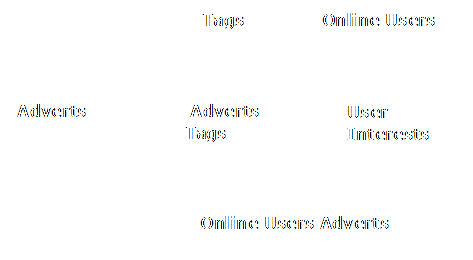 Tags
Online Users
Adverts
Adverts
Tags
User
Interests
Online Users Adverts